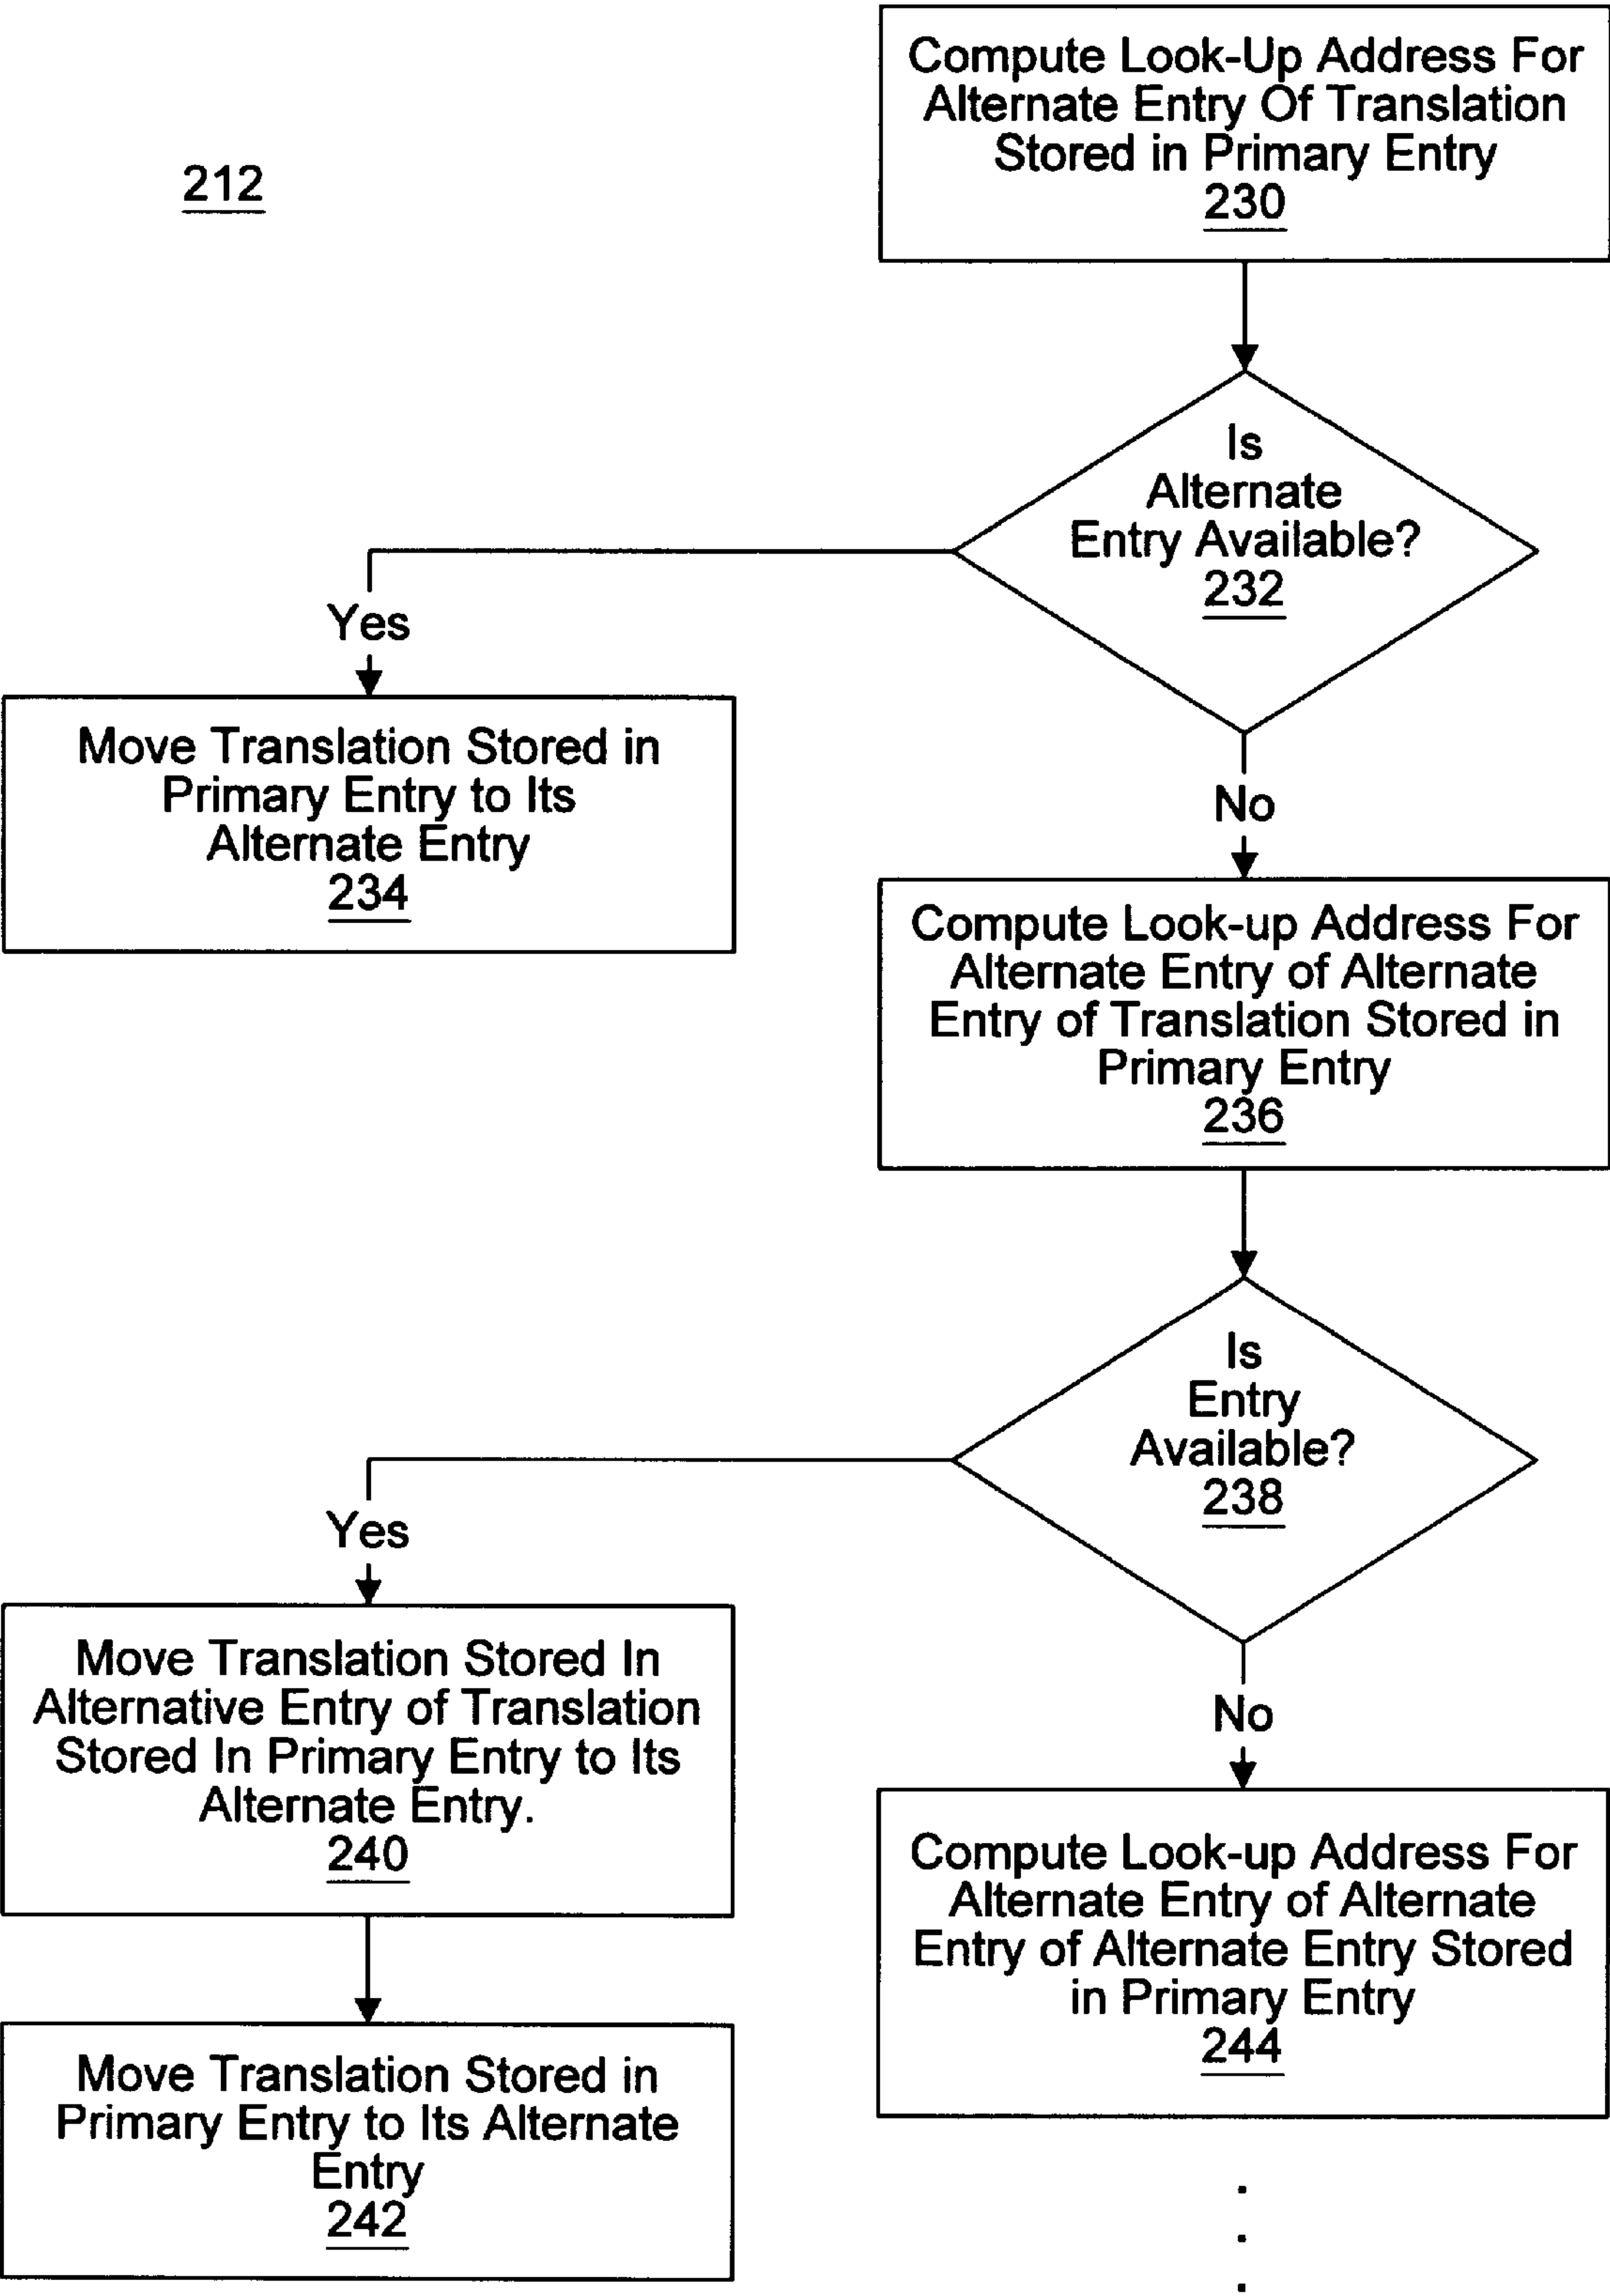 212
Compute Look-Up Address For
Alternate Entry Of Translation
Stored in Primary Entry
230
Is
Alternate
Entry Available?
232
Yes
No
Move Translation Stored in
Primary Entry to Its
Alternate Entry
234
Compute Look-up Address For
Alternate Entry of Alternate
Entry of Translation Stored in
Primary Entry
236
Is
Entry
Available?
238
Yes
No
Move Translation Stored In
Alternative Entry of Translation
Stored In Primary Entry to Its
Alternate Entry.
240
Compute Look-up Address For
Alternate Entry of Alternate
Entry of Alternate Entry Stored
in Primary Entry
244
Move Translation Stored in
Primary Entry to Its Alternate
Entry
242